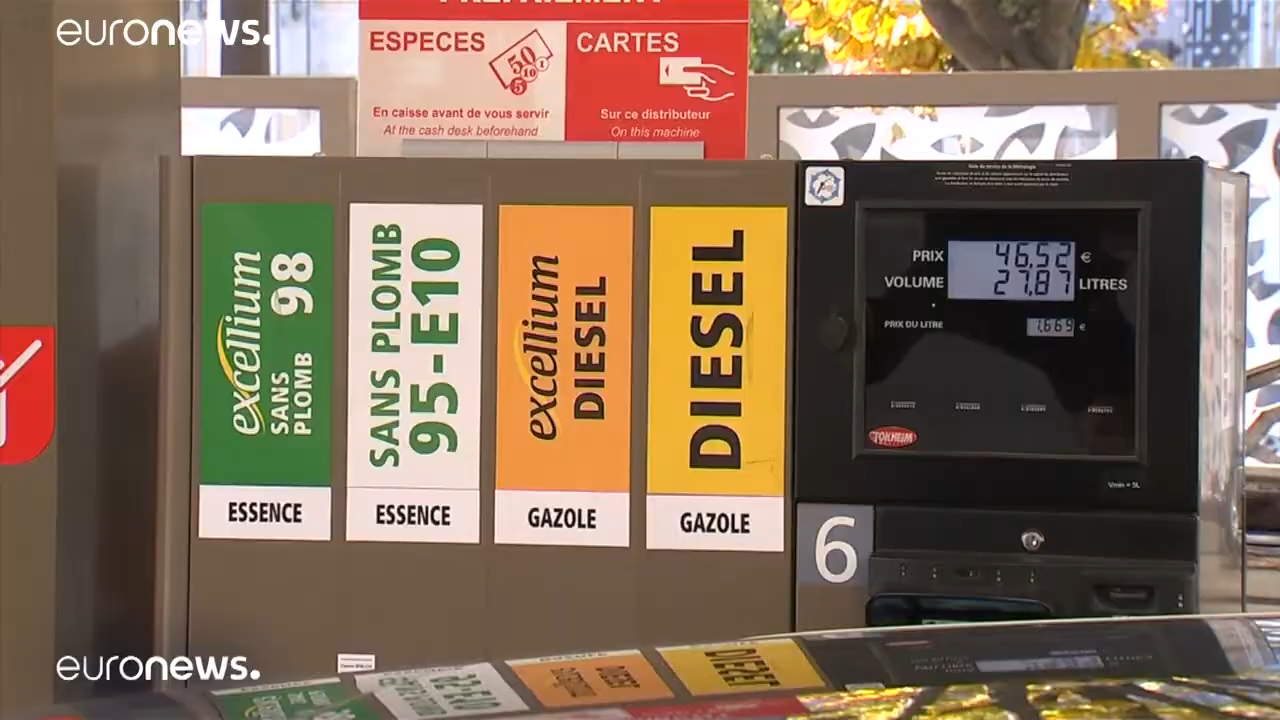 euronews.
PREPAIEMENT
ESPECES
50
10
5
En caisse avant de vous servir
At the cash desk beforehand
CARTES
Sur ce distributeur
On this machine
excellium
SANS
PLOMB
98
ESSENCE
SANS PLOMB
95-E10
ESSENCE
excellium
DIESEL
GAZOLE
DIESEL
GAZOLE
PRIX 46,52 €
VOLUME 27,87 LITRES
PRIX DU LITRE 1,669 €
TOKHEIM
Vmin = 5L
6
euronews.